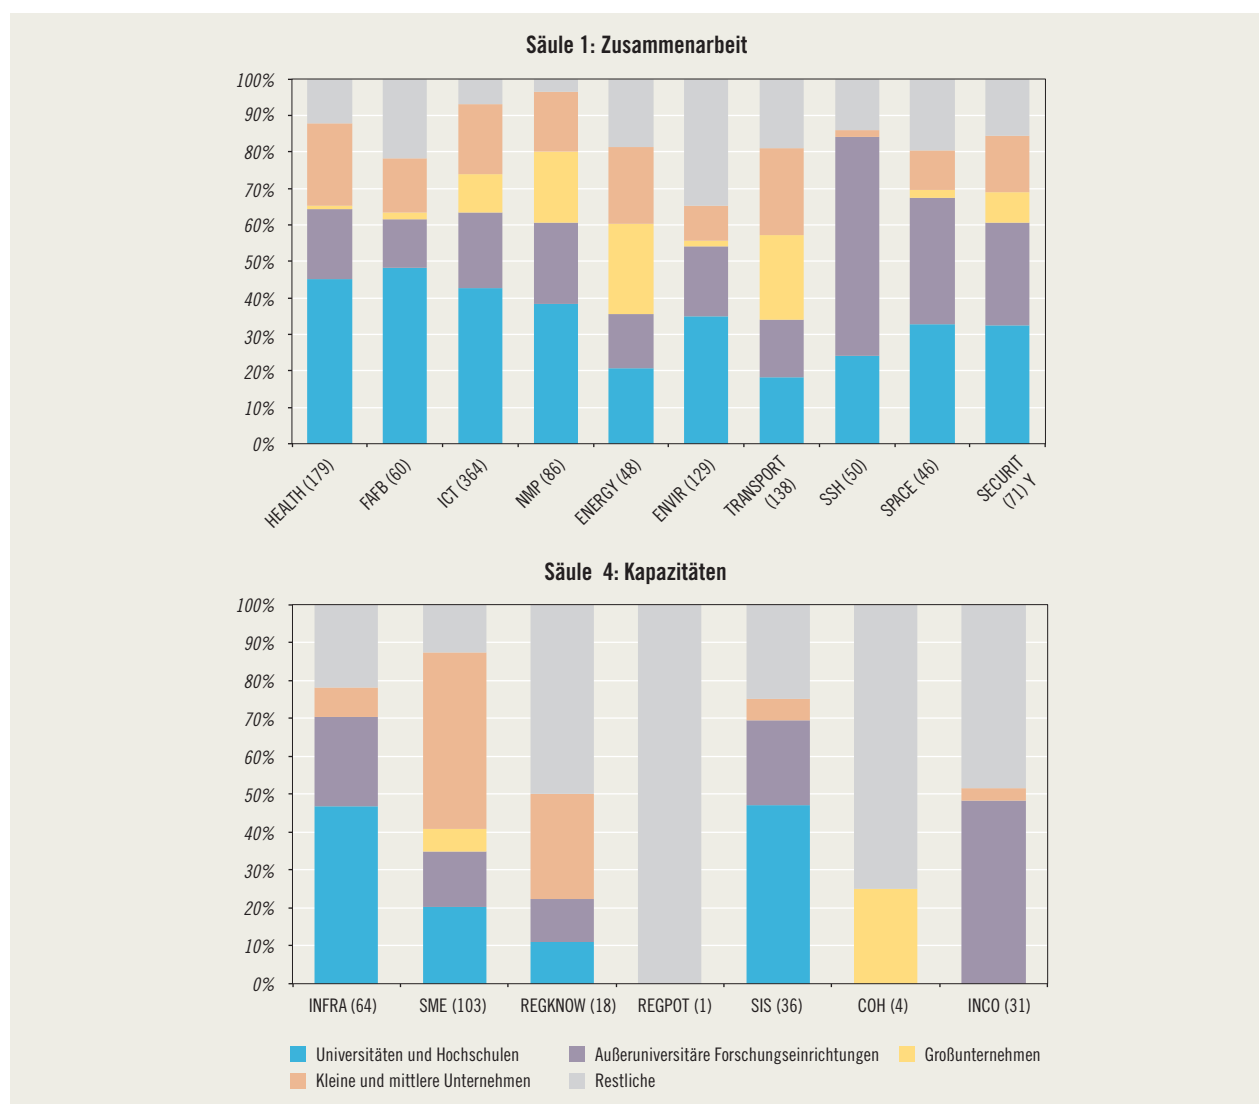 Säule 1: Zusammenarbeit
100%
90%
80%
70%
60%
50%
40%
30%
20%
10%
0%
HEALTH (179)
FAFB (60)
ICT (364)
NMP (86)
ENERGY (48)
ENVIR (129)
TRANSPORT
(138)
SSH (50)
SPACE (46)
SECURIT
(71) Y
Säule 4: Kapazitäten
100%
90%
80%
70%
60%
50%
40%
30%
20%
10%
0%
INFRA (64)
SME (103)
REGKNOW (18)
REGPOT (1)
SIS (36)
COH (4)
INCO (31)
Universitäten und Hochschulen
Außeruniversitäre Forschungseinrichtungen
Großunternehmen
Kleine und mittlere Unternehmen
Restliche